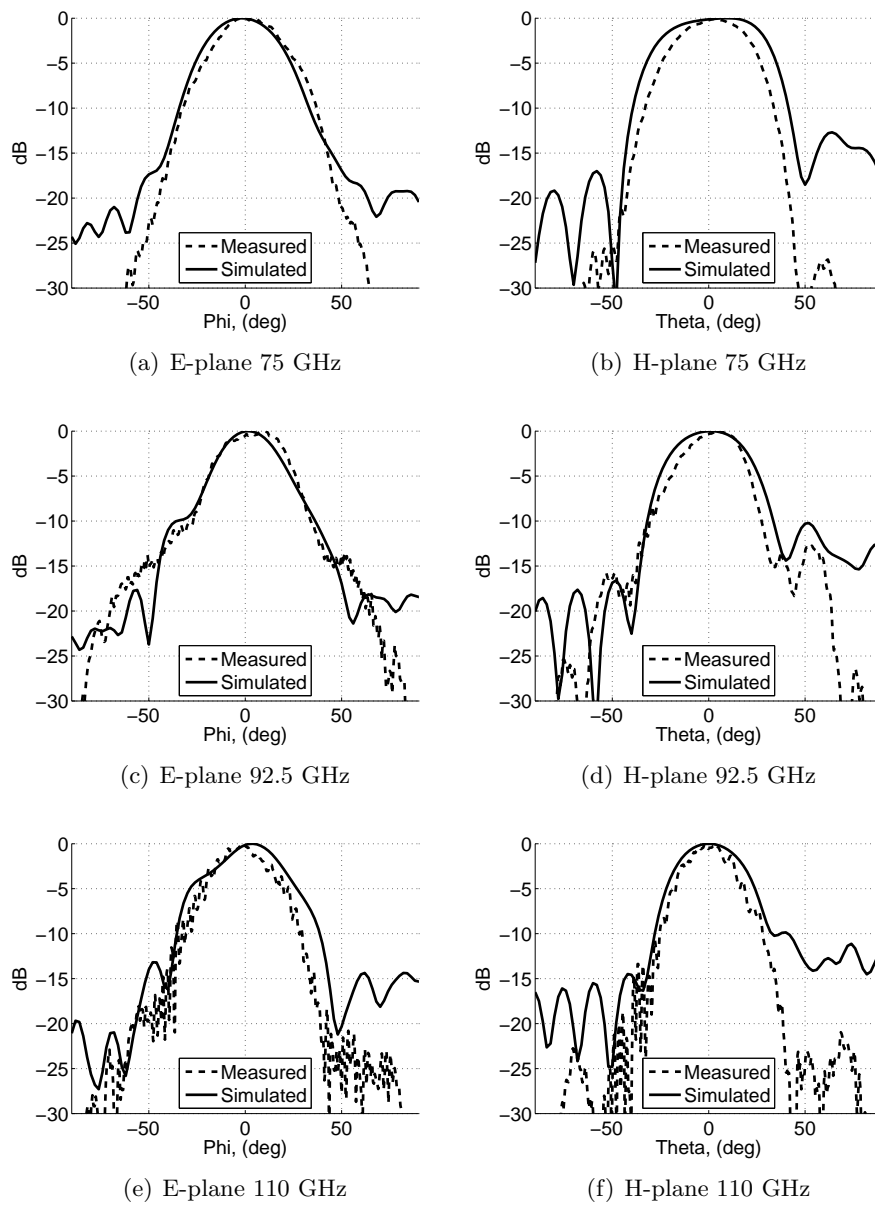 0
−5
−10
−15
−20
−25
−30
dB
−50
0
50
Phi, (deg)
Measured
Simulated
(a) E-plane 75 GHz
0
−5
−10
−15
−20
−25
−30
dB
−50
0
50
Theta, (deg)
Measured
Simulated
(b) H-plane 75 GHz
0
−5
−10
−15
−20
−25
−30
dB
−50
0
50
Phi, (deg)
Measured
Simulated
(c) E-plane 92.5 GHz
0
−5
−10
−15
−20
−25
−30
dB
−50
0
50
Theta, (deg)
Measured
Simulated
(d) H-plane 92.5 GHz
0
−5
−10
−15
−20
−25
−30
dB
−50
0
50
Phi, (deg)
Measured
Simulated
(e) E-plane 110 GHz
0
−5
−10
−15
−20
−25
−30
dB
−50
0
50
Theta, (deg)
Measured
Simulated
(f) H-plane 110 GHz